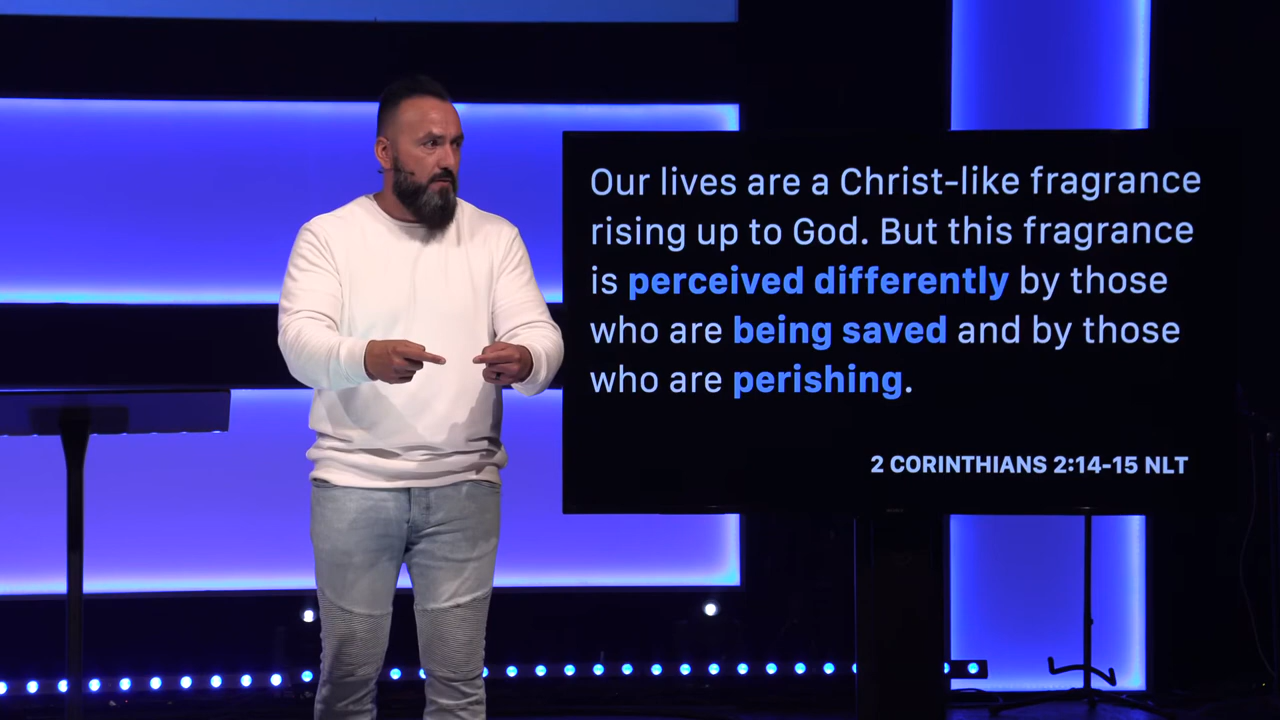 Our lives are a Christ-like fragrance
rising up to God. But this fragrance
is perceived differently by those
who are being saved and by those
who are perishing.
2 CORINTHIANS 2:14-15 NLT